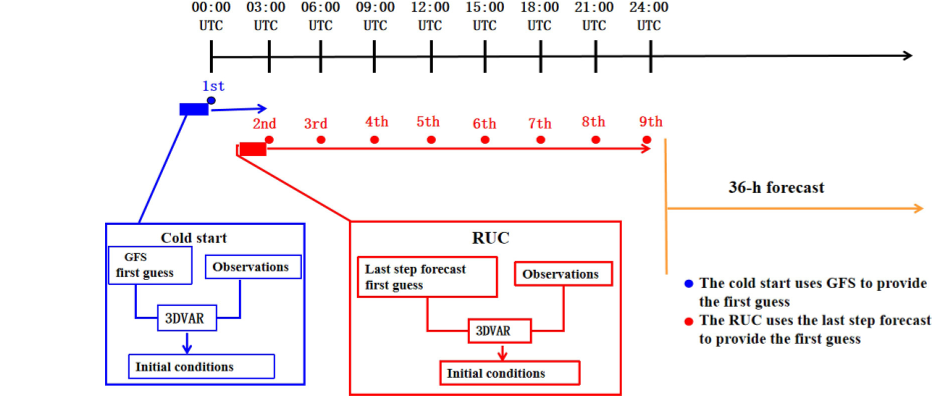 00:00 03:00 06:00 09:00 12:00 15:00 18:00 21:00 24:00
UTC UTC UTC UTC UTC UTC UTC UTC UTC
1st
2nd 3rd 4th 5th 6th 7th 8th 9th
36-h forecast
Cold start
GFS
first guess
Observations
3DVAR
Initial conditions
RUC
Last step forecast
first guess
Observations
3DVAR
Initial conditions
The cold start uses GFS to provide
the first guess
The RUC uses the last step forecast
to provide the first guess